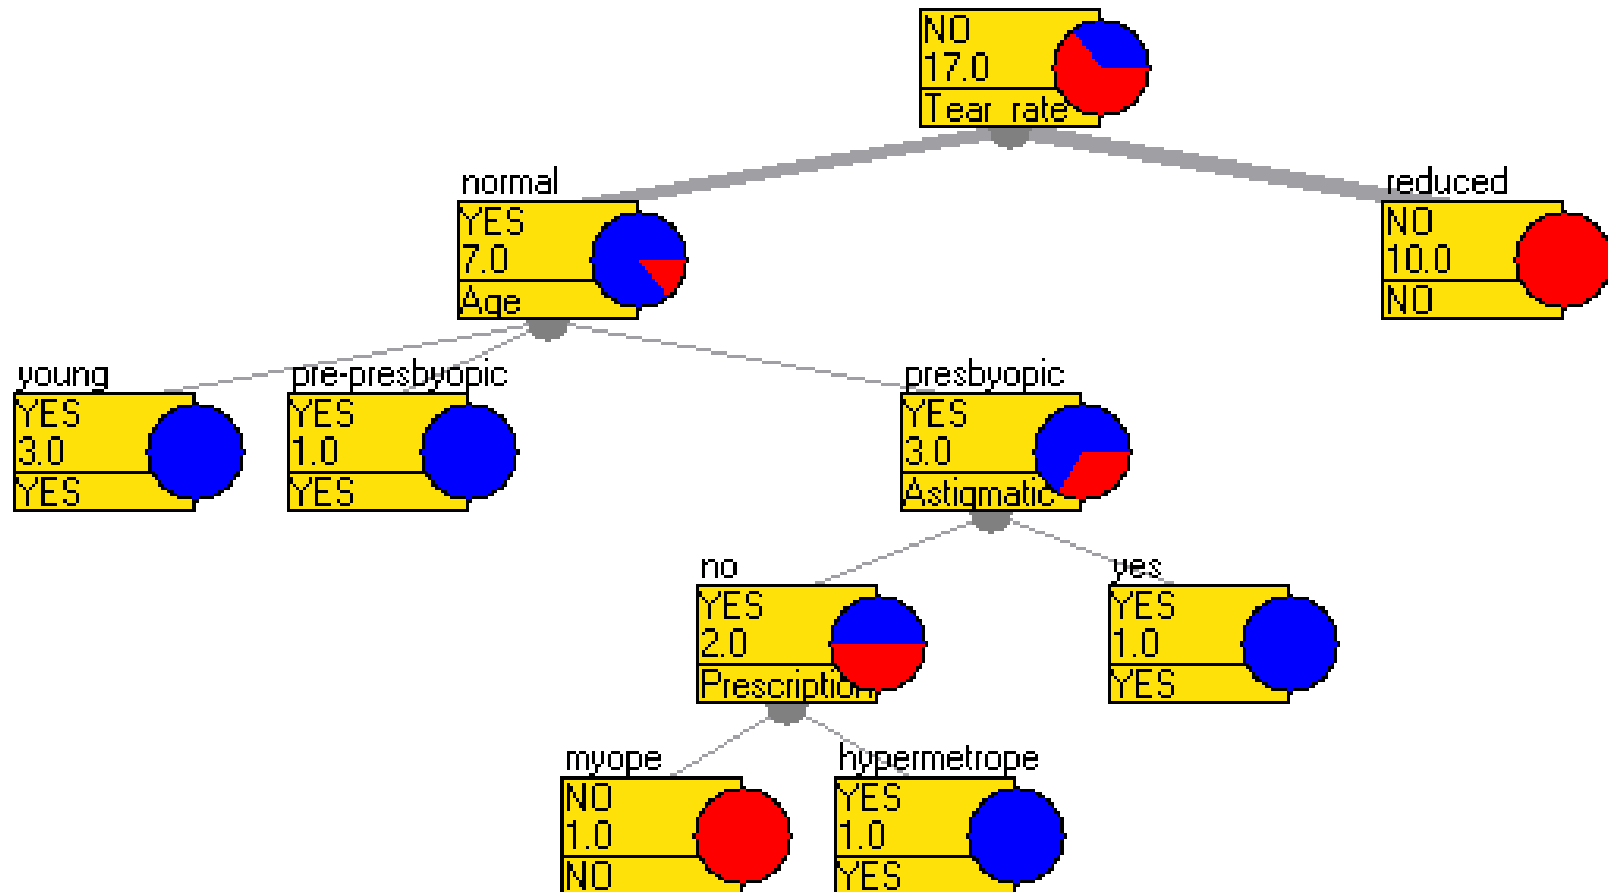 NO
17.0
Tear rate
normal
YES
7.0
Age
reduced
NO
10.0
NO
young
YES
3.0
YES
pre-presbyopic
YES
1.0
YES
presbyopic
YES
3.0
Astigmatic
no
YES
2.0
Prescription
yes
YES
1.0
YES
myope
NO
1.0
NO
hypermetrope
YES
1.0
YES